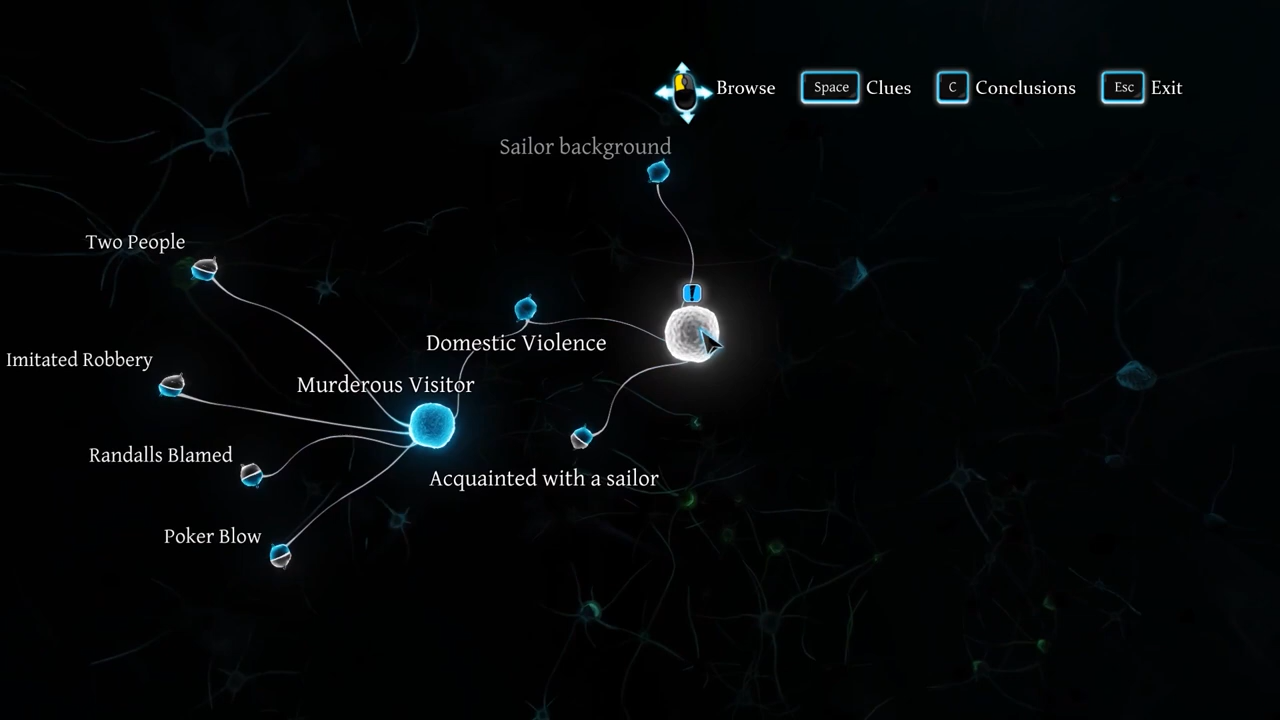 Browse
Space Clues
C Conclusions
Esc Exit
Sailor background
Two People
Domestic Violence
Imitated Robbery
Murderous Visitor
Randalls Blamed
Acquainted with a sailor
Poker Blow